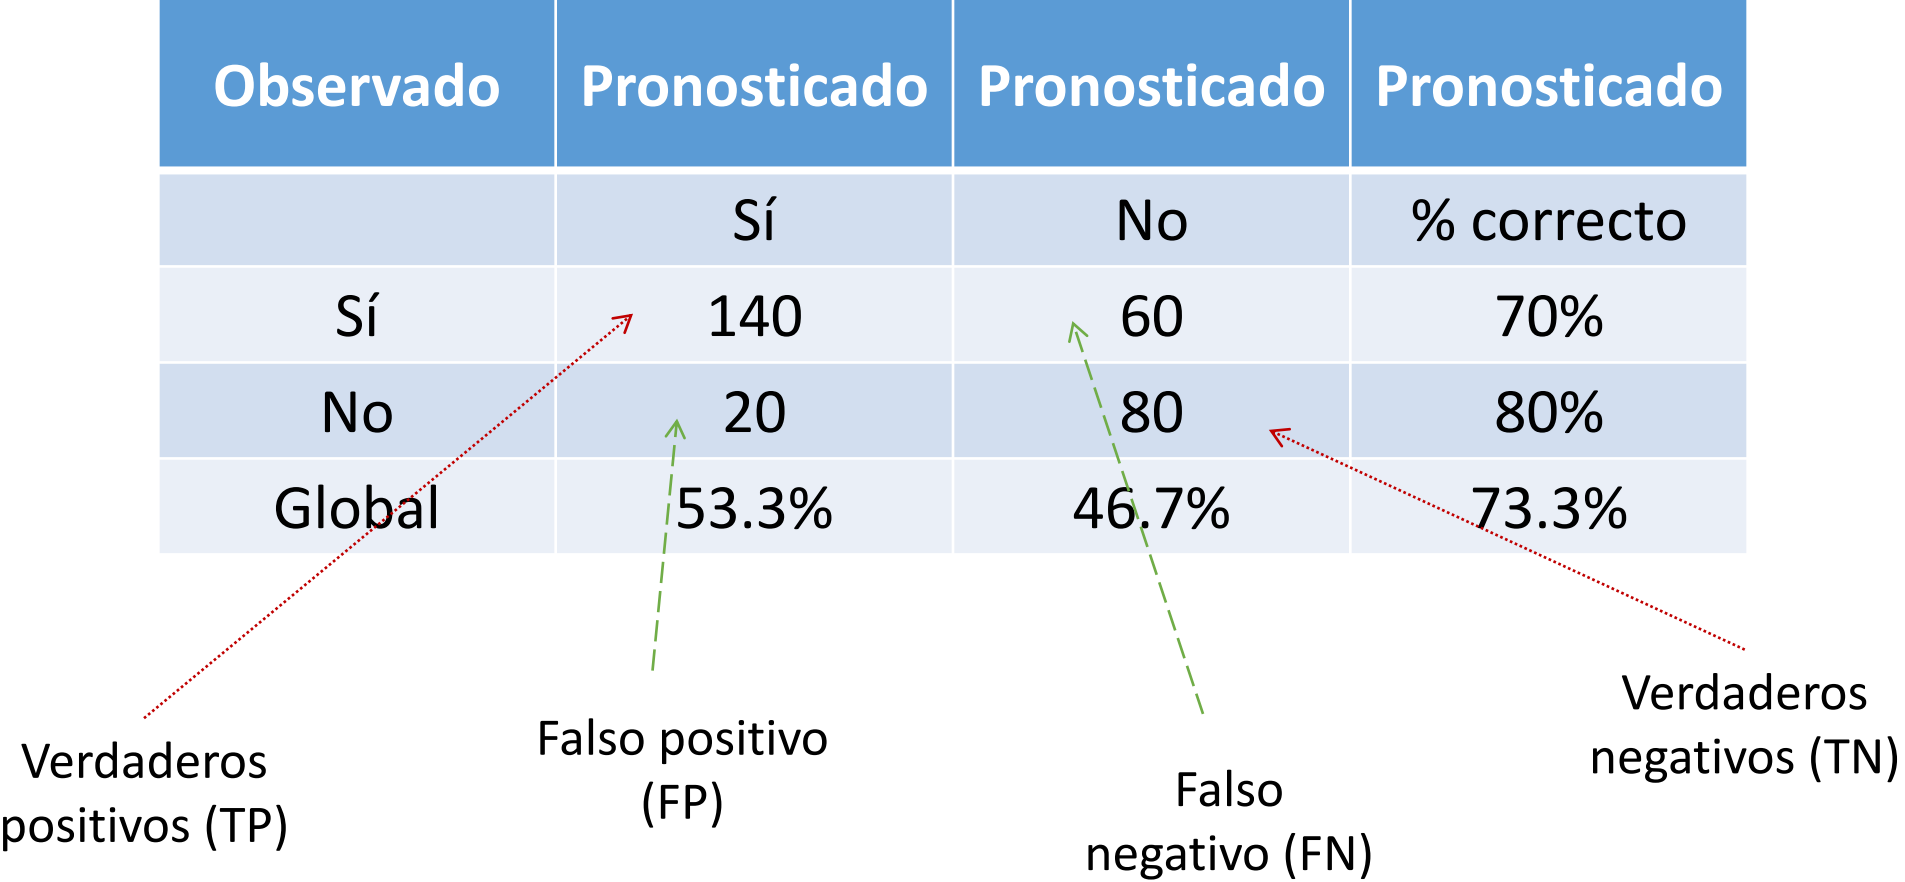 Observado Pronosticado Pronosticado Pronosticado
Sí No % correcto
Sí 140 60 70%
No 20 80 80%
Global 53.3% 46.7% 73.3%
Verdaderos
positivos (TP)
Falso positivo
(FP)
Falso
negativo (FN)
Verdaderos
negativos (TN)